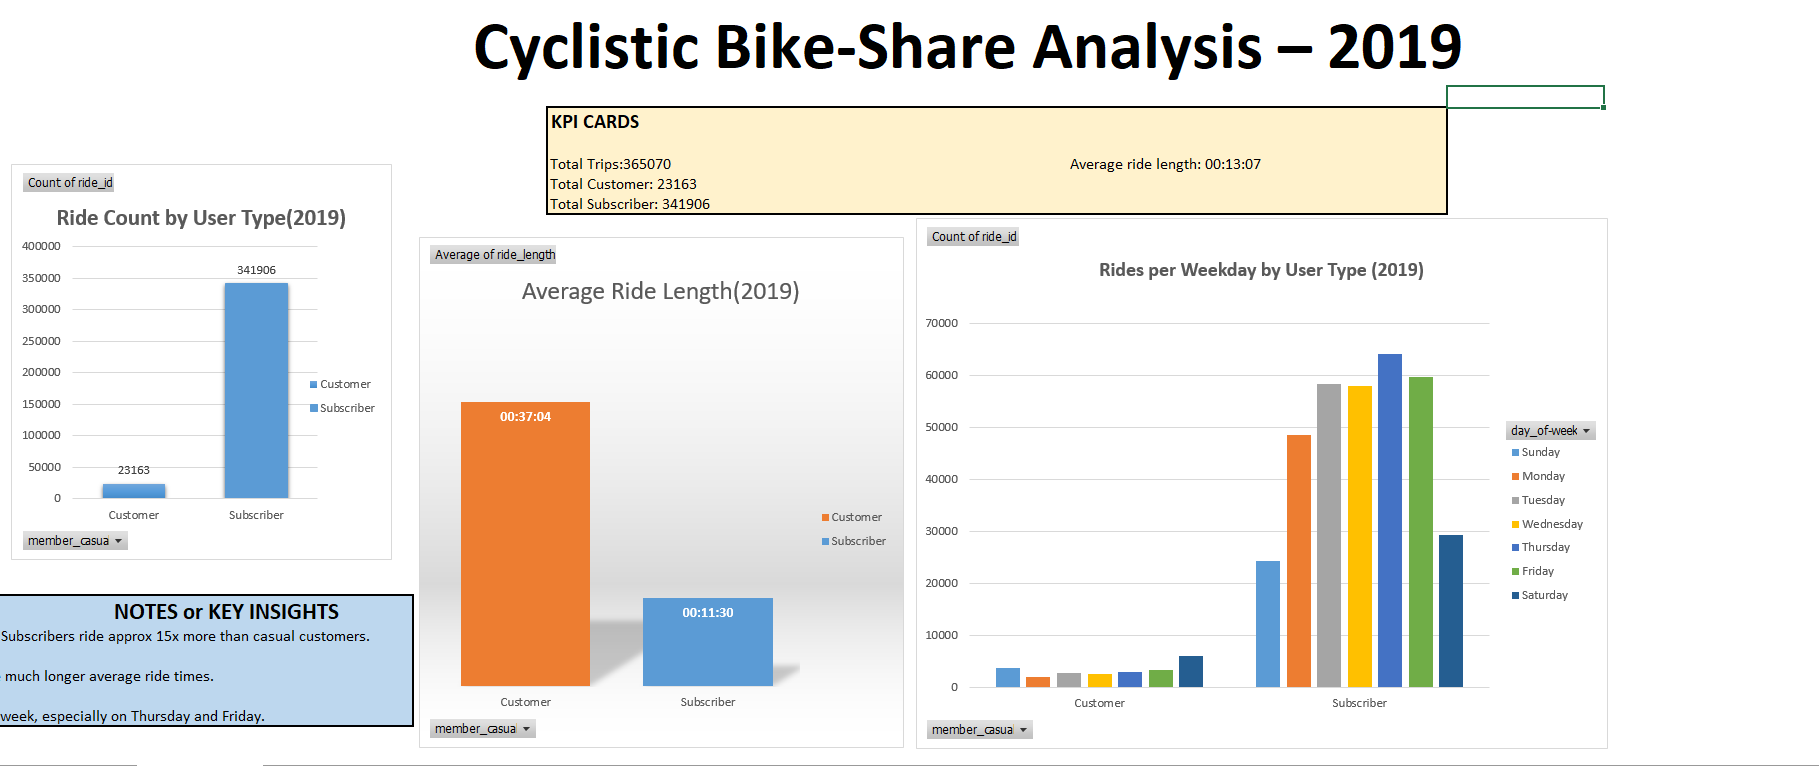 Cyclistic Bike-Share Analysis – 2019
KPI CARDS
Total Trips:365070
Average ride length: 00:13:07
Total Customer: 23163
Total Subscriber: 341906
Count of ride_id
Ride Count by User Type(2019)
400000
350000
300000
250000
200000
150000
100000
50000
0
341906
23163
Customer
Subscriber
Customer
Subscriber
member_casua
NOTES or KEY INSIGHTS
Subscribers ride approx 15x more than casual customers.
much longer average ride times.
week, especially on Thursday and Friday.
Average of ride_length
Average Ride Length(2019)
00:37:04
00:11:30
Customer
Subscriber
Customer
Subscriber
member_casua
Count of ride_id
Rides per Weekday by User Type (2019)
70000
60000
50000
40000
30000
20000
10000
0
Customer
Subscriber
day_of-week
Sunday
Monday
Tuesday
Wednesday
Thursday
Friday
Saturday
member_casua